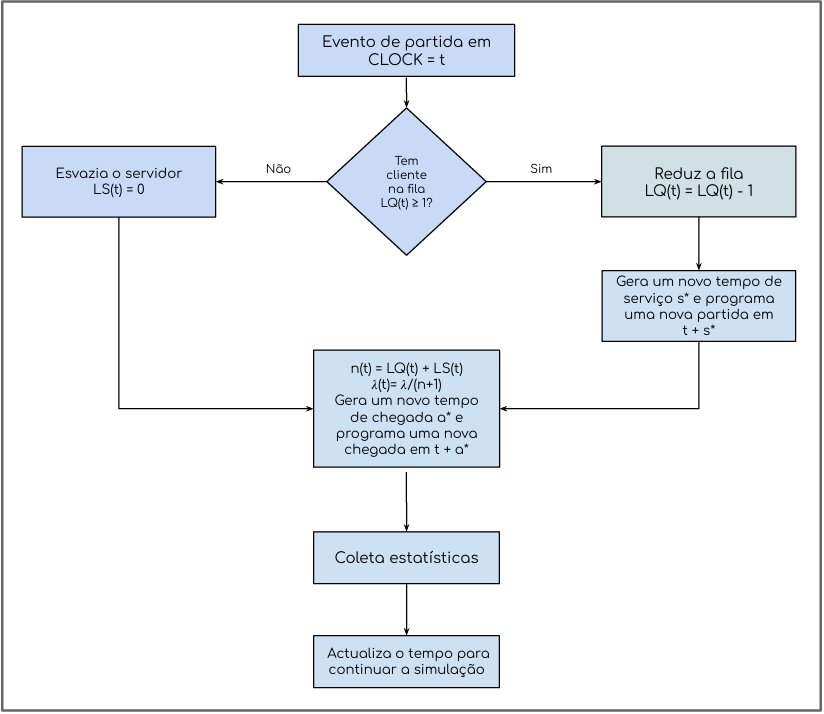 Evento de partida em
CLOCK = t
Tem
cliente
na fila
LQ(t) ≥ 1?
Não
Sim
Esvazia o servidor
LS(t) = 0
Reduz a fila
LQ(t) = LQ(t) - 1
Gera um novo tempo de
serviço s* e programa
uma nova partida em
t + s*
n(t) = LQ(t) + LS(t)
𝜆(t)= 𝜆/(n+1)
Gera um novo tempo
de chegada a* e
programa uma nova
chegada em t + a*
Coleta estatísticas
Actualiza o tempo para
continuar a simulação